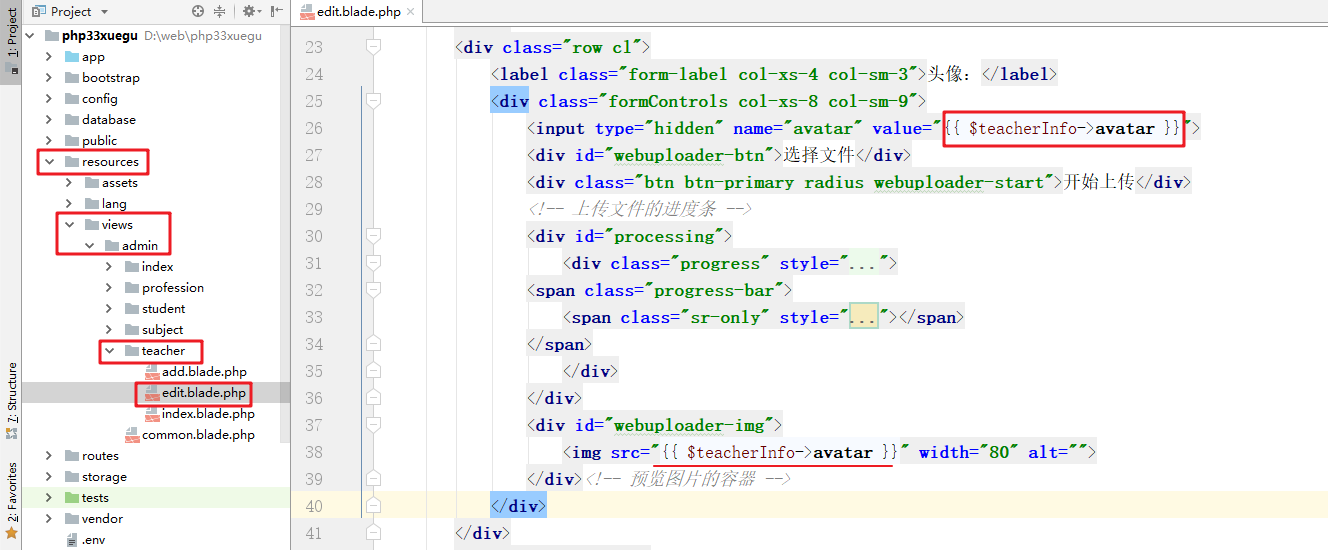 1: Project
7: Structure
2: Favorites
Project
php33xuegu D:\web\php33xuegu
app
bootstrap
config
database
public
resources
assets
lang
views
admin
index
profession
student
subject
teacher
add.blade.php
edit.blade.php
index.blade.php
common.blade.php
routes
storage
tests
vendor
.env
edit.blade.php
23 <div class="row cl">
24 <label class="form-label col-xs-4 col-sm-3">头像：</label>
25 <div class="formControls col-xs-8 col-sm-9">
26 <input type="hidden" name="avatar" value="{{ $teacherInfo->avatar }}">
27 <div id="webuploader-btn">选择文件</div>
28 <div class="btn btn-primary radius webuploader-start">开始上传</div>
29 <!-- 上传文件的进度条 -->
30 <div id="processing">
31 <div class="progress" style="...">
32 <span class="progress-bar">
33 <span class="sr-only" style="..."></span>
34 </span>
35 </div>
36 </div>
37 <div id="webuploader-img">
38 <img src="{{ $teacherInfo->avatar }}" width="80" alt="">
39 </div><!-- 预览图片的容器 -->
40 </div>
41 </div>